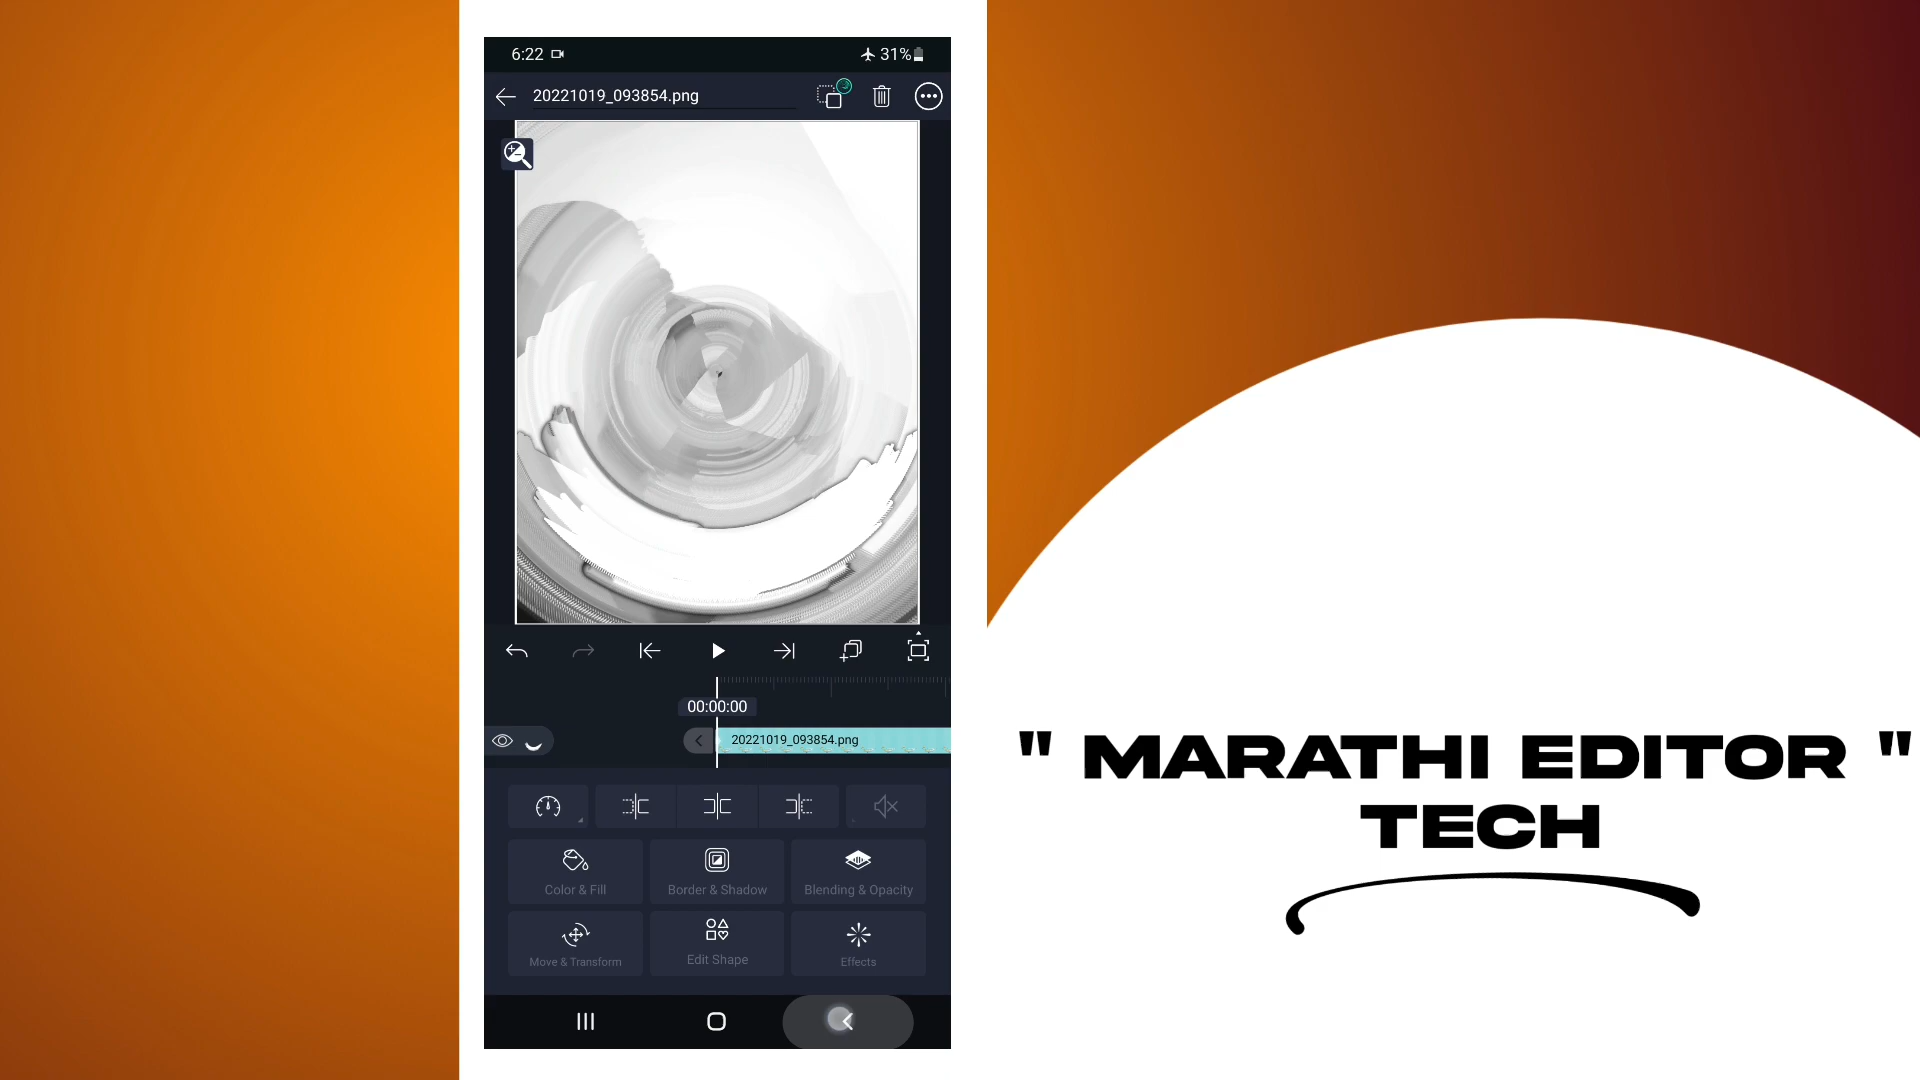 6:22
31%
20221019_093854.png
00:00:00
20221019_093854.png
Color & Fill
Border & Shadow
Blending & Opacity
Move & Transform
Edit Shape
Effects
" MARATHI EDITOR "
TECH